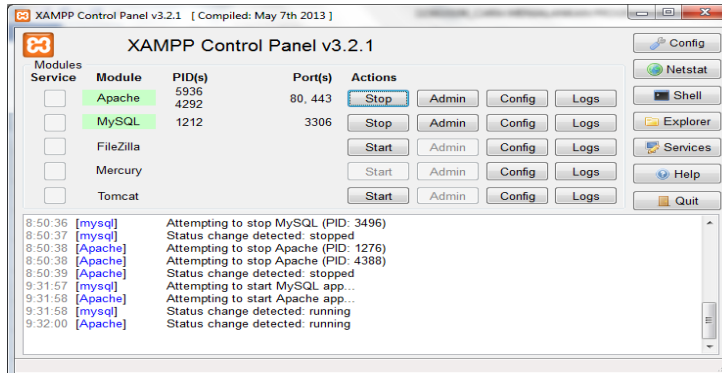 XAMPP Control Panel v3.2.1 [ Compiled: May 7th 2013 ]
XAMPP Control Panel v3.2.1
Config
Modules
Service Module PID(s) Port(s) Actions
Netstat
Apache 5936 4292 80, 443 Stop Admin Config Logs
Shell
MySQL 1212 3306 Stop Admin Config Logs
Explorer
FileZilla Start Admin Config Logs
Services
Mercury Start Admin Config Logs
Help
Tomcat Start Admin Config Logs
Quit
8:50:36 [mysql] Attempting to stop MySQL (PID: 3496)
8:50:37 [mysql] Status change detected: stopped
8:50:38 [Apache] Attempting to stop Apache (PID: 1276)
8:50:38 [Apache] Attempting to stop Apache (PID: 4388)
8:50:39 [Apache] Status change detected: stopped
9:31:57 [mysql] Attempting to start MySQL app...
9:31:58 [Apache] Attempting to start Apache app...
9:31:58 [mysql] Status change detected: running
9:32:00 [Apache] Status change detected: running